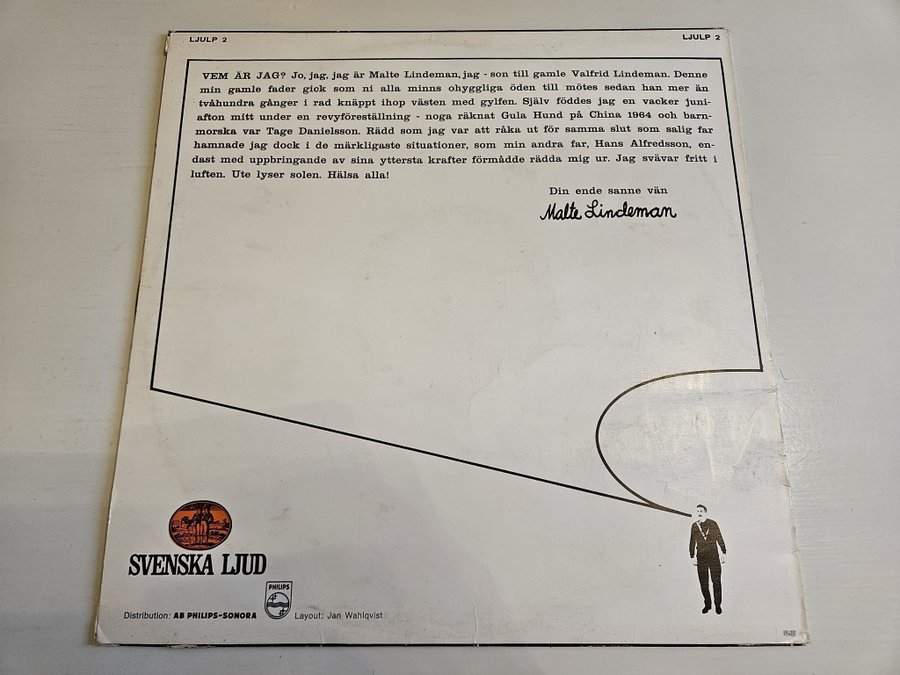 LJULP 2
LJULP 2
VEM ÄR JAG? Jo, jag, jag är Malte Lindeman, jag - son till gamle Valfrid Lindeman. Denne
min gamle fader gick som ni alla minns ohyggliga öden till mötes sedan han mer än
tvåhundra gånger i rad knäppt ihop västen med gylfen. Själv föddes jag en vacker juni-
afton mitt under en revyföreställning - noga räknat Gula Hund på China 1964 och barn-
morska var Tage Danielsson. Rädd som jag var att råka ut för samma slut som salig far
hamnade jag dock i de märkligaste situationer, som min andra far, Hans Alfredsson, en-
dast med uppbringande av sina yttersta krafter förmådde rädda mig ur. Jag svävar fritt i
luften. Ute lyser solen. Hälsa alla!
Din ende sanne vän
Malte Lindeman
SVENSKA LJUD
PHILIPS
Distribution: AB PHILIPS-SONORA
Layout: Jan Wahlqvist